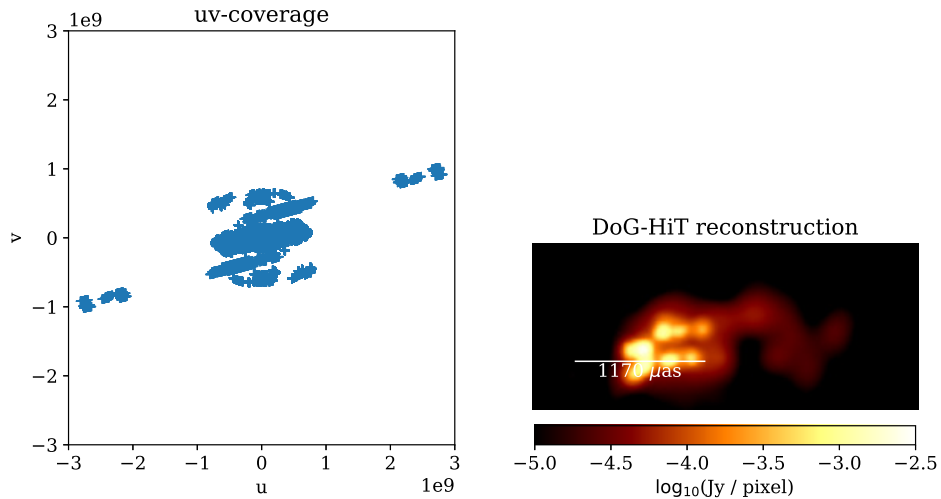 uv-coverage
1e9
3
2
1
0
−1
−2
−3
v
−3
−2
−1
0
1
2
3
1e9
u
DoG-HiT reconstruction
1170 μas
−5.0
−4.5
−4.0
−3.5
−3.0
−2.5
log₁₀(Jy / pixel)